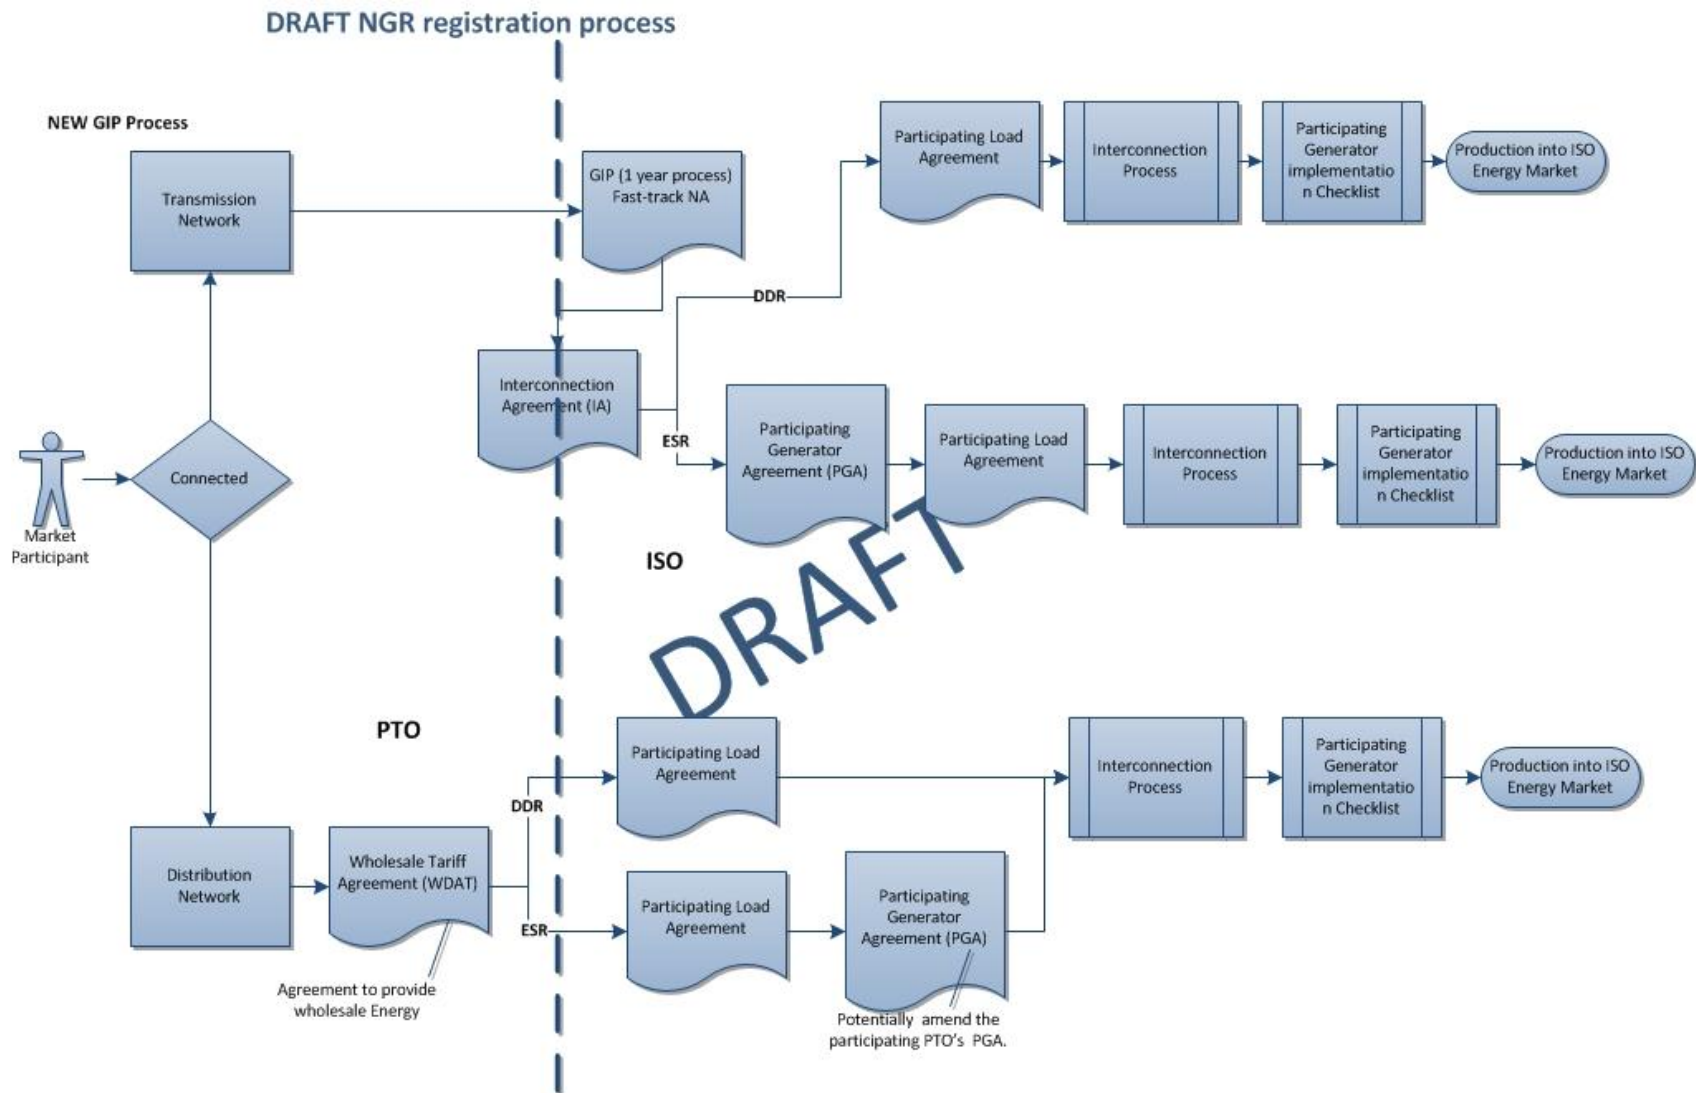 DRAFT NGR registration process
NEW GIP Process
Transmission
Network
GIP (1 year process)
Fast-track NA
Participating Load
Agreement
Interconnection
Process
Participating
Generator
implementatio
n Checklist
Production into ISO
Energy Market
DDR
Interconnection
Agreement (IA)
ESR
Participating
Generator
Agreement (PGA)
Participating Load
Agreement
Interconnection
Process
Participating
Generator
implementatio
n Checklist
Production into ISO
Energy Market
Connected
Market
Participant
ISO
DRAFT
PTO
Participating Load
Agreement
Interconnection
Process
Participating
Generator
implementatio
n Checklist
Production into ISO
Energy Market
DDR
Distribution
Network
Wholesale Tariff
Agreement (WDAT)
ESR
Participating Load
Agreement
Participating
Generator
Agreement (PGA)
Agreement to provide
wholesale Energy
Potentially amend the
participating PTO's PGA.